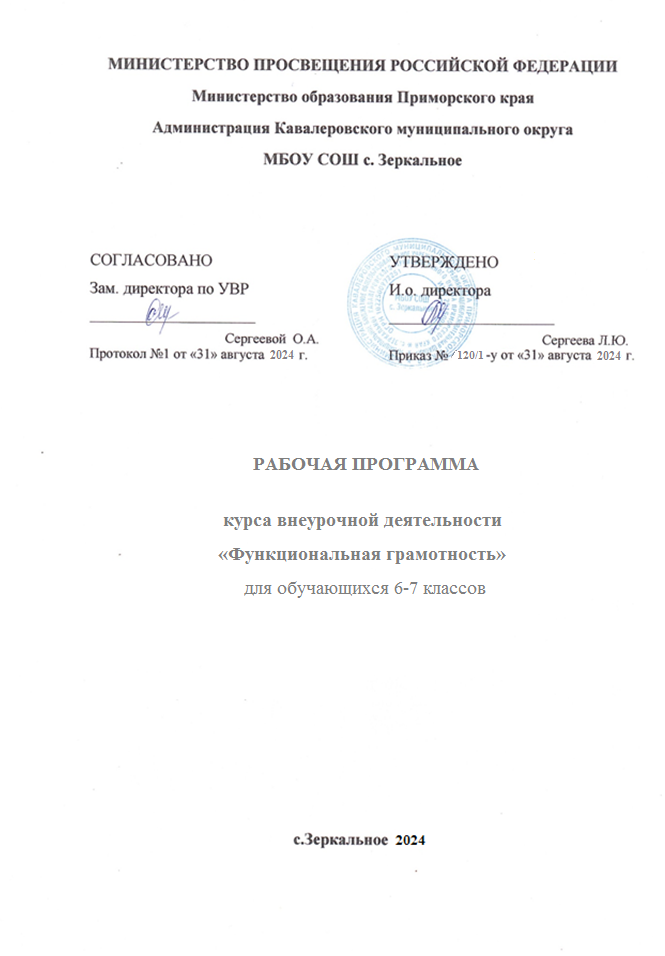 МИНИСТЕРСТВО ПРОСВЕЩЕНИЯ РОССИЙСКОЙ ФЕДЕРАЦИИ
Министерство образования Приморского края
Администрация Кавалеровского муниципального округа
МБОУ СОШ с. Зеркальное
СОГЛАСОВАНО
Зам. директора по УВР
Сергеевой О.А.
Протокол №1 от «31» августа 2024 г.
УТВЕРЖДЕНО
И.о. директора
Сергеева Л.Ю.
Приказ № 120/1-у от «31» августа 2024 г.
РАБОЧАЯ ПРОГРАММА
курса внеурочной деятельности
«Функциональная грамотность»
для обучающихся 6-7 классов
с.Зеркальное 2024